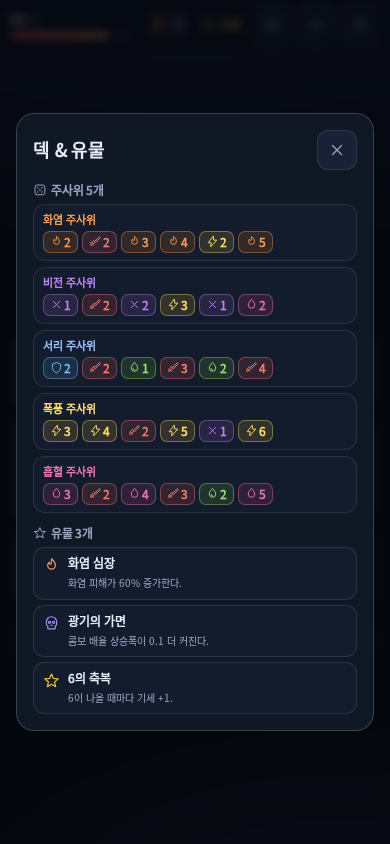 덱 & 유물
주사위 5개
화염 주사위
2 2 3 4 2 5
비전 주사위
1 2 2 3 1 2
서리 주사위
2 2 1 3 2 4
폭풍 주사위
3 4 2 5 1 6
흡혈 주사위
3 2 4 3 2 5
유물 3개
화염 심장
화염 피해가 60% 증가한다.
광기의 가면
콤보 배율 상승폭이 0.1 더 커진다.
6의 축복
6이 나올 때마다 기세 +1.